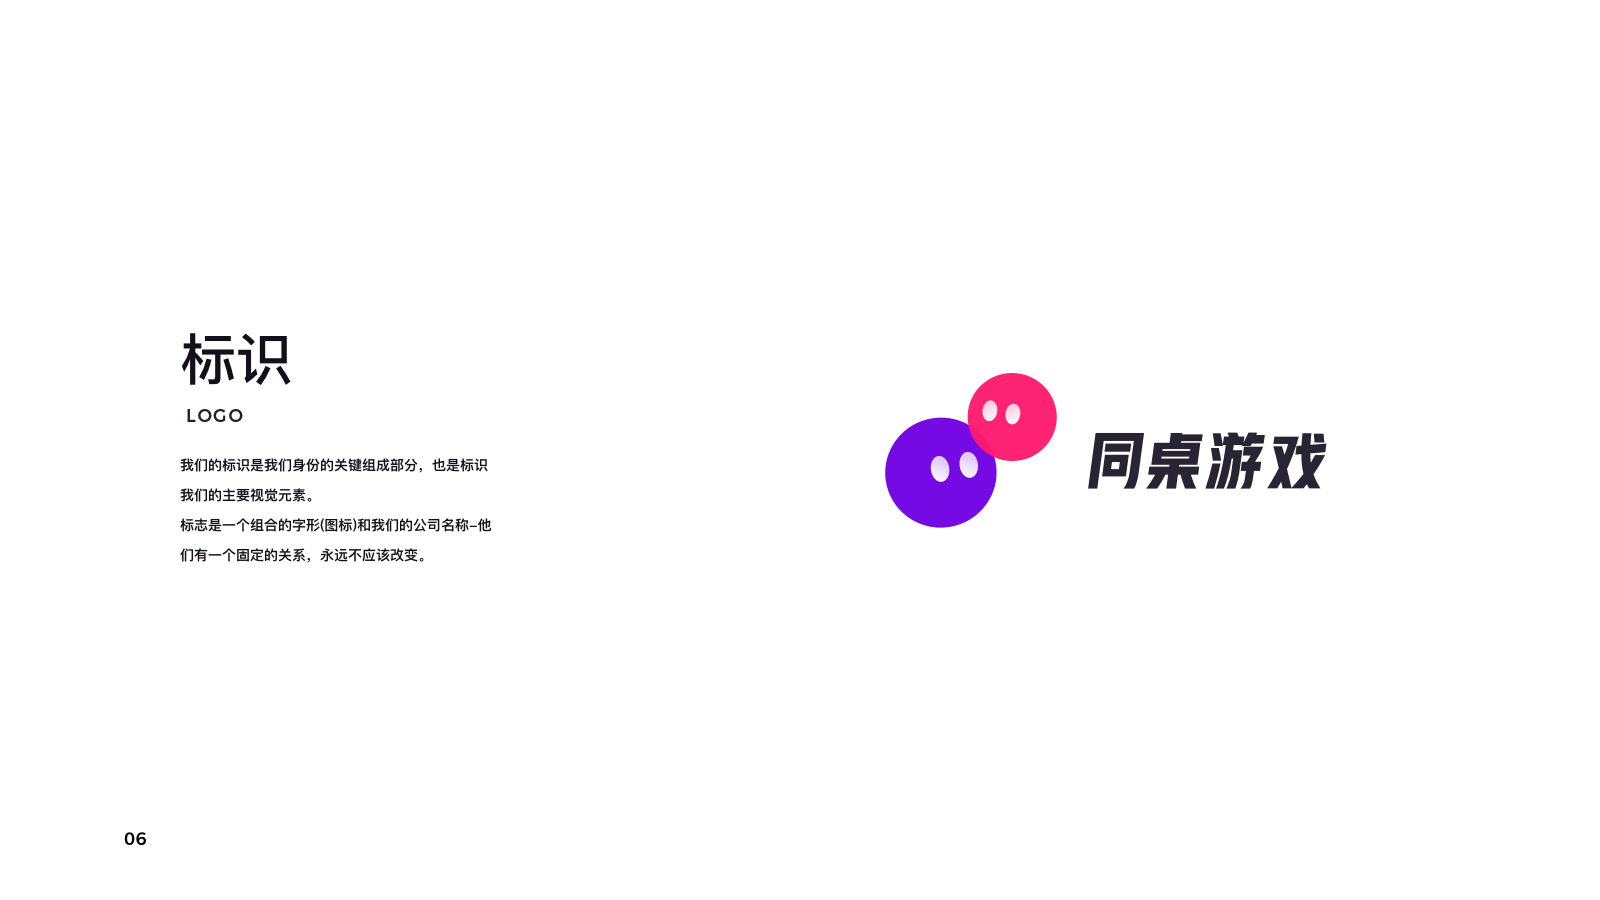 标识
LOGO
我们的标识是我们身份的关键组成部分，也是标识
我们的主要视觉元素。
标志是一个组合的字形(图标)和我们的公司名称–他
们有一个固定的关系，永远不应该改变。
同桌游戏
06